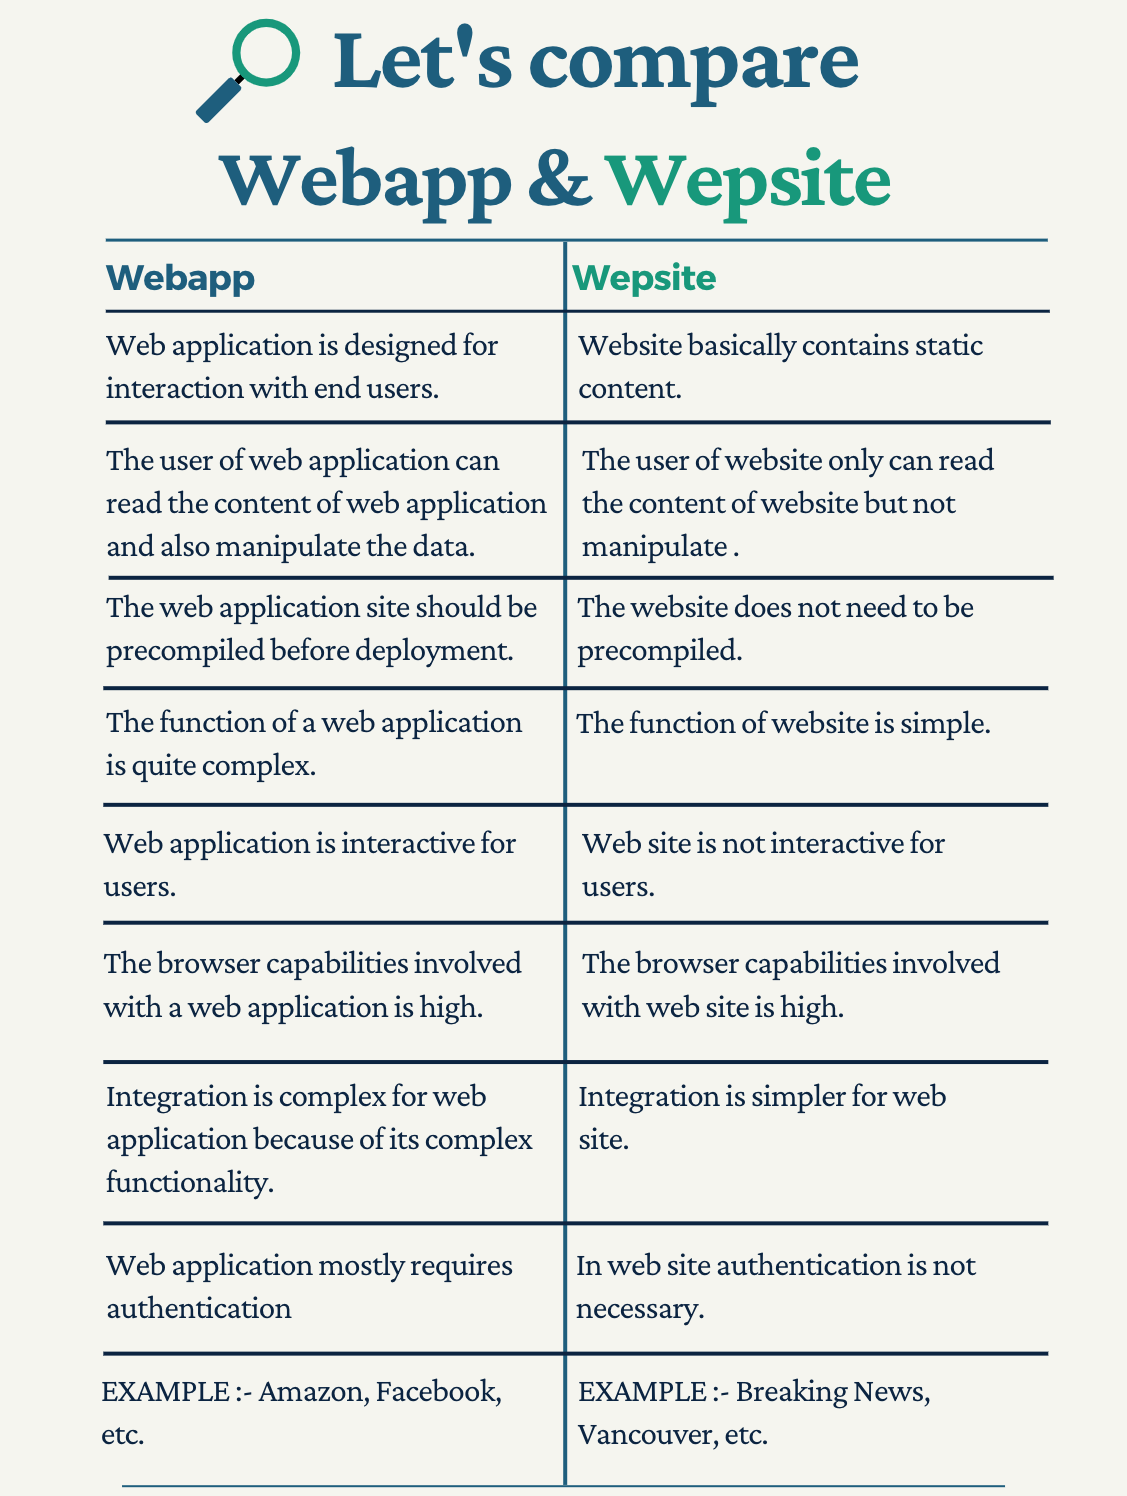 Let's compare
Webapp & Wepsite
Webapp
Wepsite
Web application is designed for
interaction with end users.
Website basically contains static
content.
The user of web application can
read the content of web application
and also manipulate the data.
The user of website only can read
the content of website but not
manipulate .
The web application site should be
precompiled before deployment.
The website does not need to be
precompiled.
The function of a web application
is quite complex.
The function of website is simple.
Web application is interactive for
users.
Web site is not interactive for
users.
The browser capabilities involved
with a web application is high.
The browser capabilities involved
with web site is high.
Integration is complex for web
application because of its complex
functionality.
Integration is simpler for web
site.
Web application mostly requires
authentication
In web site authentication is not
necessary.
EXAMPLE :- Amazon, Facebook,
etc.
EXAMPLE :- Breaking News,
Vancouver, etc.